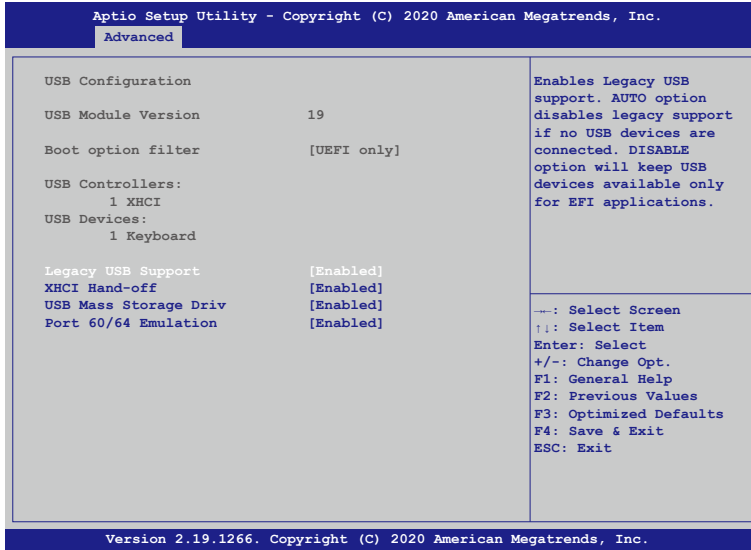 Aptio Setup Utility - Copyright (C) 2020 American Megatrends, Inc.
Advanced
USB Configuration
USB Module Version 19
Boot option filter [UEFI only]
USB Controllers:
1 XHCI
USB Devices:
1 Keyboard
Legacy USB Support [Enabled]
XHCI Hand-off [Enabled]
USB Mass Storage Driv [Enabled]
Port 60/64 Emulation [Enabled]
Enables Legacy USB
support. AUTO option
disables legacy support
if no USB devices are
connected. DISABLE
option will keep USB
devices available only
for EFI applications.
→←: Select Screen
↑↓: Select Item
Enter: Select
+/-: Change Opt.
F1: General Help
F2: Previous Values
F3: Optimized Defaults
F4: Save & Exit
ESC: Exit
Version 2.19.1266. Copyright (C) 2020 American Megatrends, Inc.